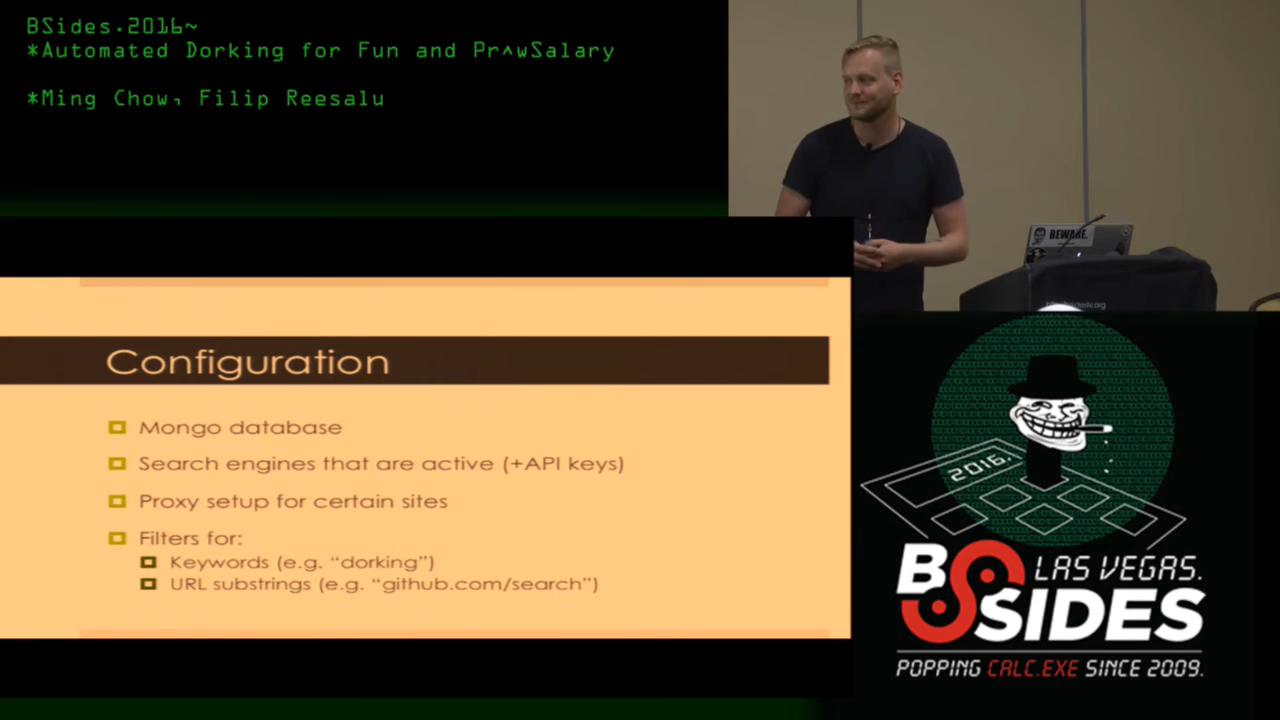 BSides.2016~
*Automated Dorking for Fun and Pr^wSalary
*Ming Chow, Filip Reesalu
BEWARE.
Configuration
Mongo database
Search engines that are active (+API keys)
Proxy setup for certain sites
Filters for:
Keywords (e.g. “dorking”)
URL substrings (e.g. “github.com/search”)
2016.
BSIDES
LAS VEGAS.
POPPING CALC.EXE SINCE 2009.